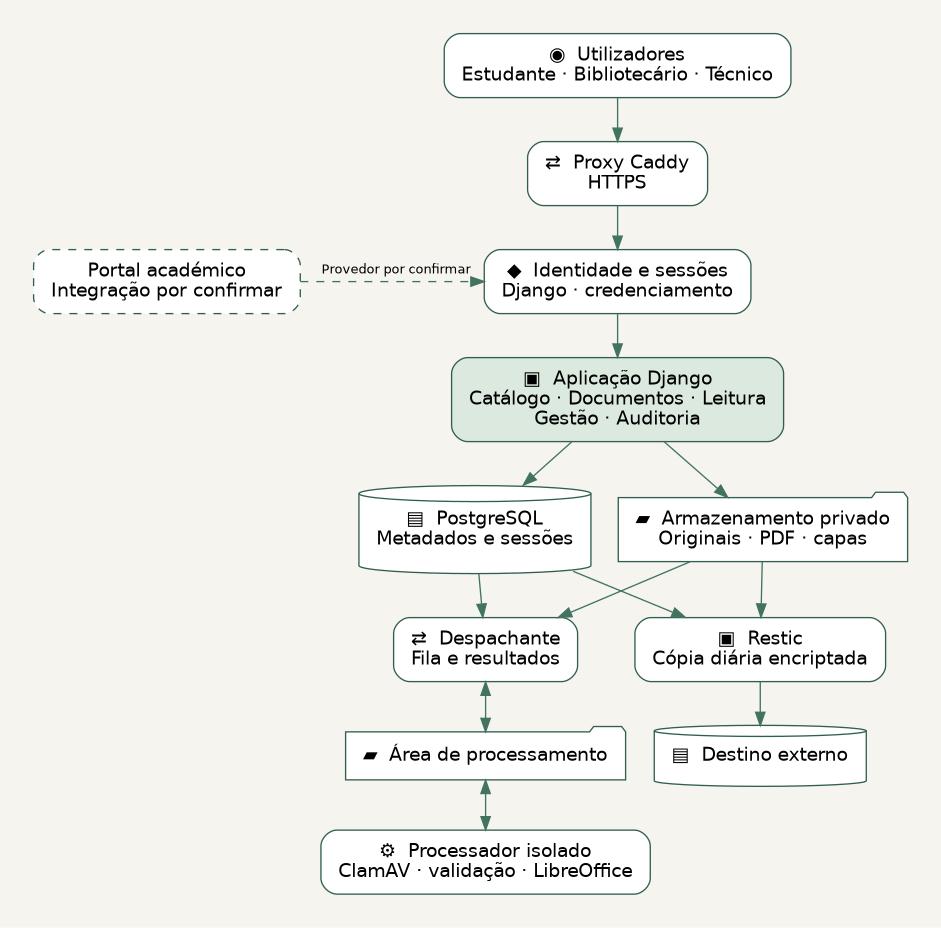 ◉ Utilizadores
Estudante · Bibliotecário · Técnico
⇄ Proxy Caddy
HTTPS
Portal académico
Integração por confirmar
Provedor por confirmar
◆ Identidade e sessões
Django · credenciamento
▣ Aplicação Django
Catálogo · Documentos · Leitura
Gestão · Auditoria
▤ PostgreSQL
Metadados e sessões
▰ Armazenamento privado
Originais · PDF · capas
⇄ Despachante
Fila e resultados
▣ Restic
Cópia diária encriptada
▰ Área de processamento
▤ Destino externo
⚙ Processador isolado
ClamAV · validação · LibreOffice